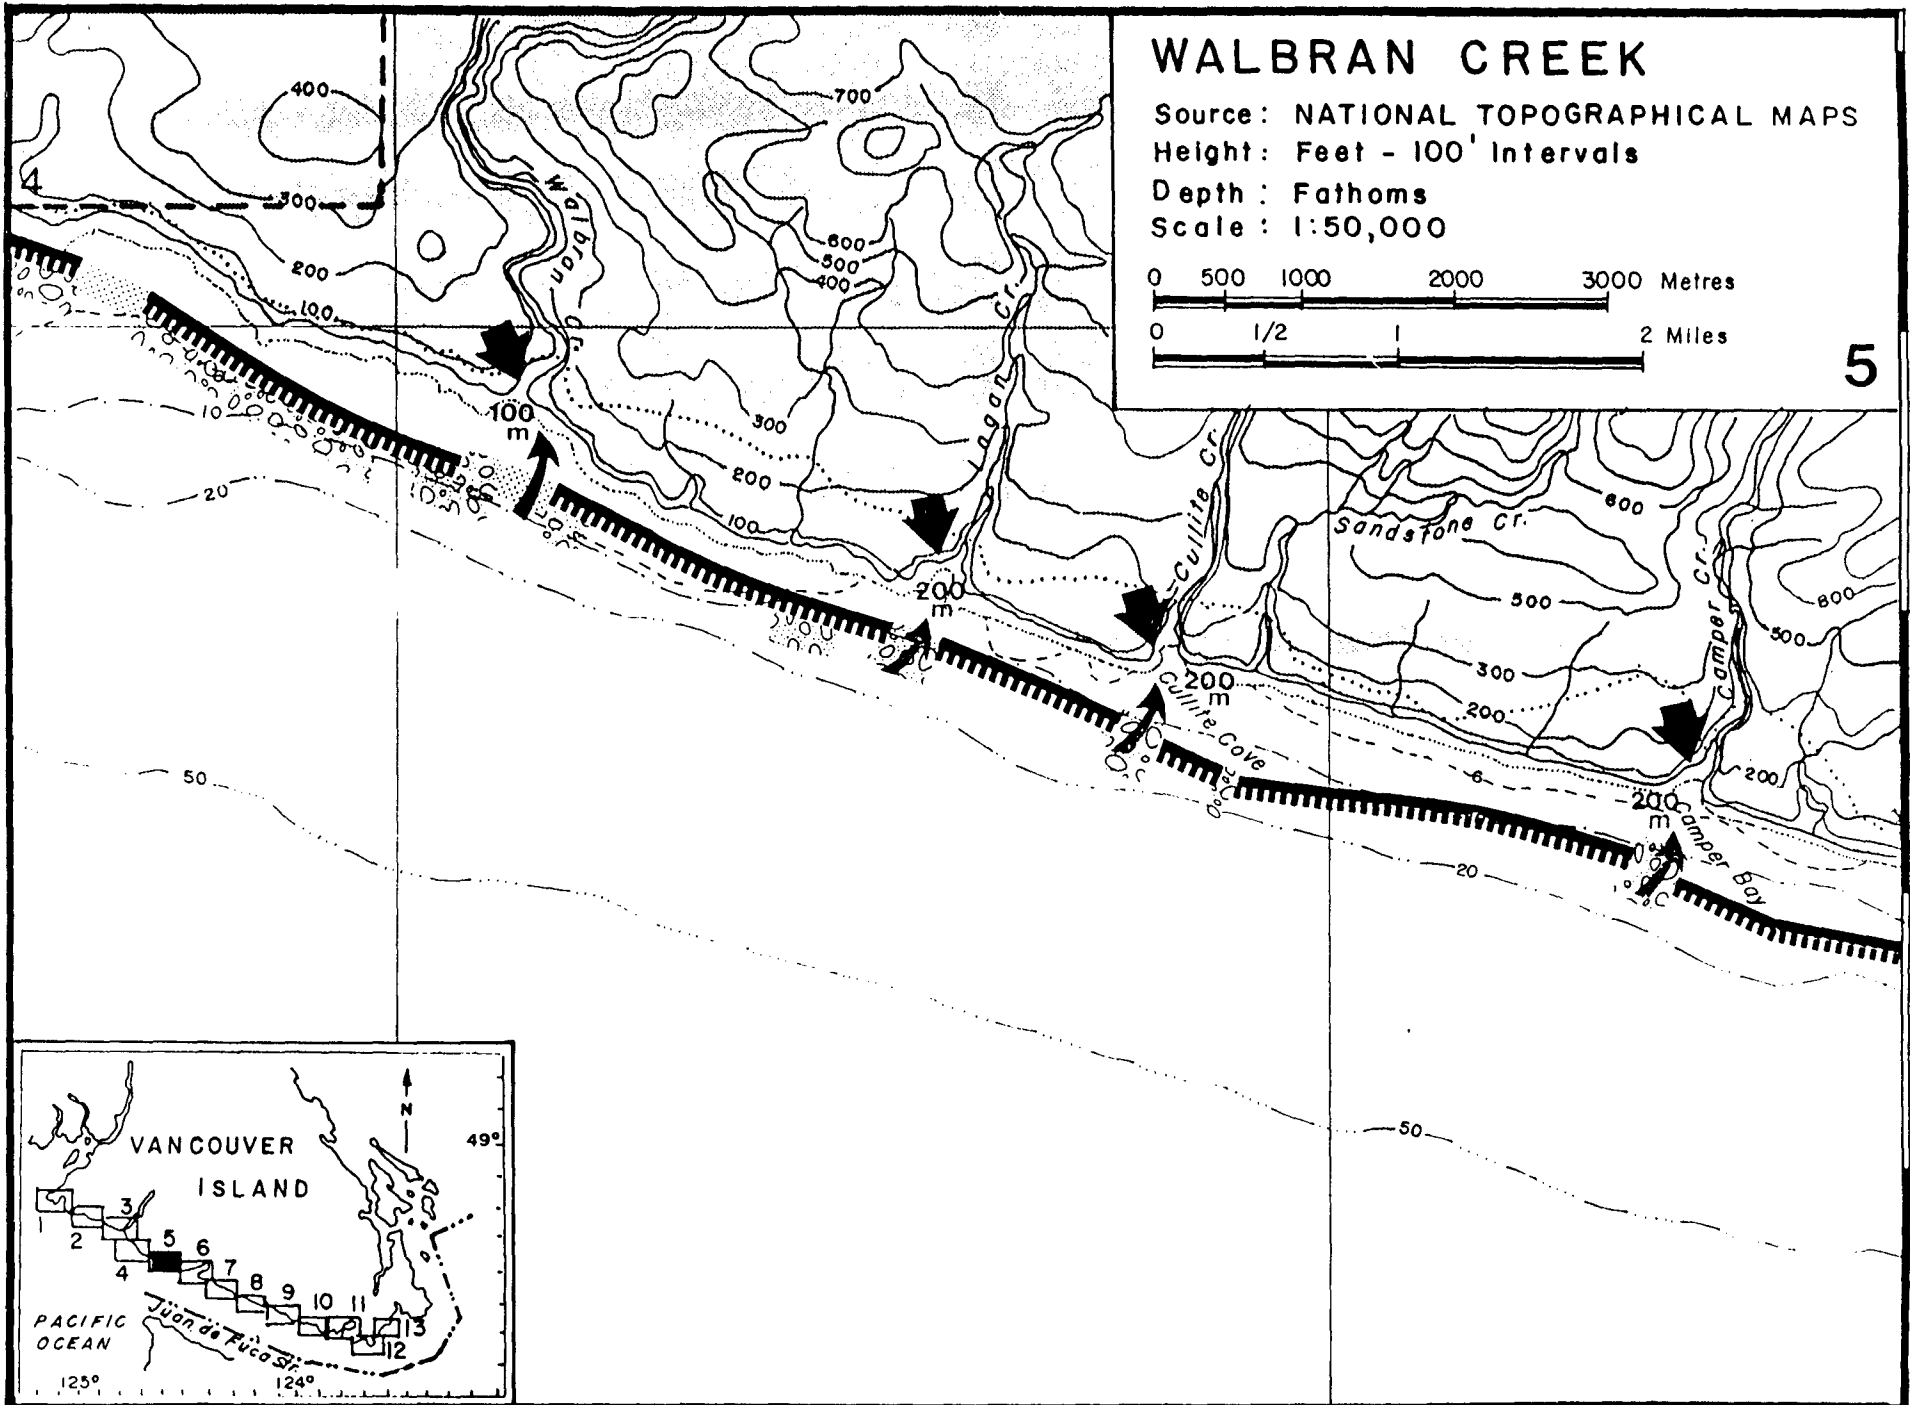 WALBRAN CREEK
Source: NATIONAL TOPOGRAPHICAL MAPS
Height: Feet - 100' Intervals
Depth: Fathoms
Scale: 1:50,000
0 500 1000 2000 3000 Metres
0 1/2 1 2 Miles
5
4
400
300
200
100
700
600
500
400
300
200
100
Walbran Cr.
Logan Cr.
Cullite Cr.
Sandstone Cr.
Camper Cr.
600
500
300
200
800
500
200
100 m
200 m
200 m
200 m
Cullite Cove
Camper Bay
10
20
50
6
20
50
VANCOUVER
ISLAND
N
49°
1
2
3
4
5
6
7
8
9
10
11
12
13
PACIFIC
OCEAN
Juan de Fuca Str.
125°
124°